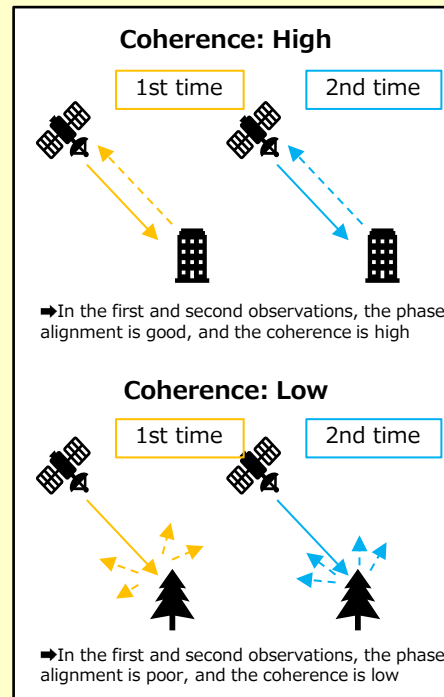 Coherence: High
1st time
2nd time
➡In the first and second observations, the phase
alignment is good, and the coherence is high
Coherence: Low
1st time
2nd time
➡In the first and second observations, the phase
alignment is poor, and the coherence is low